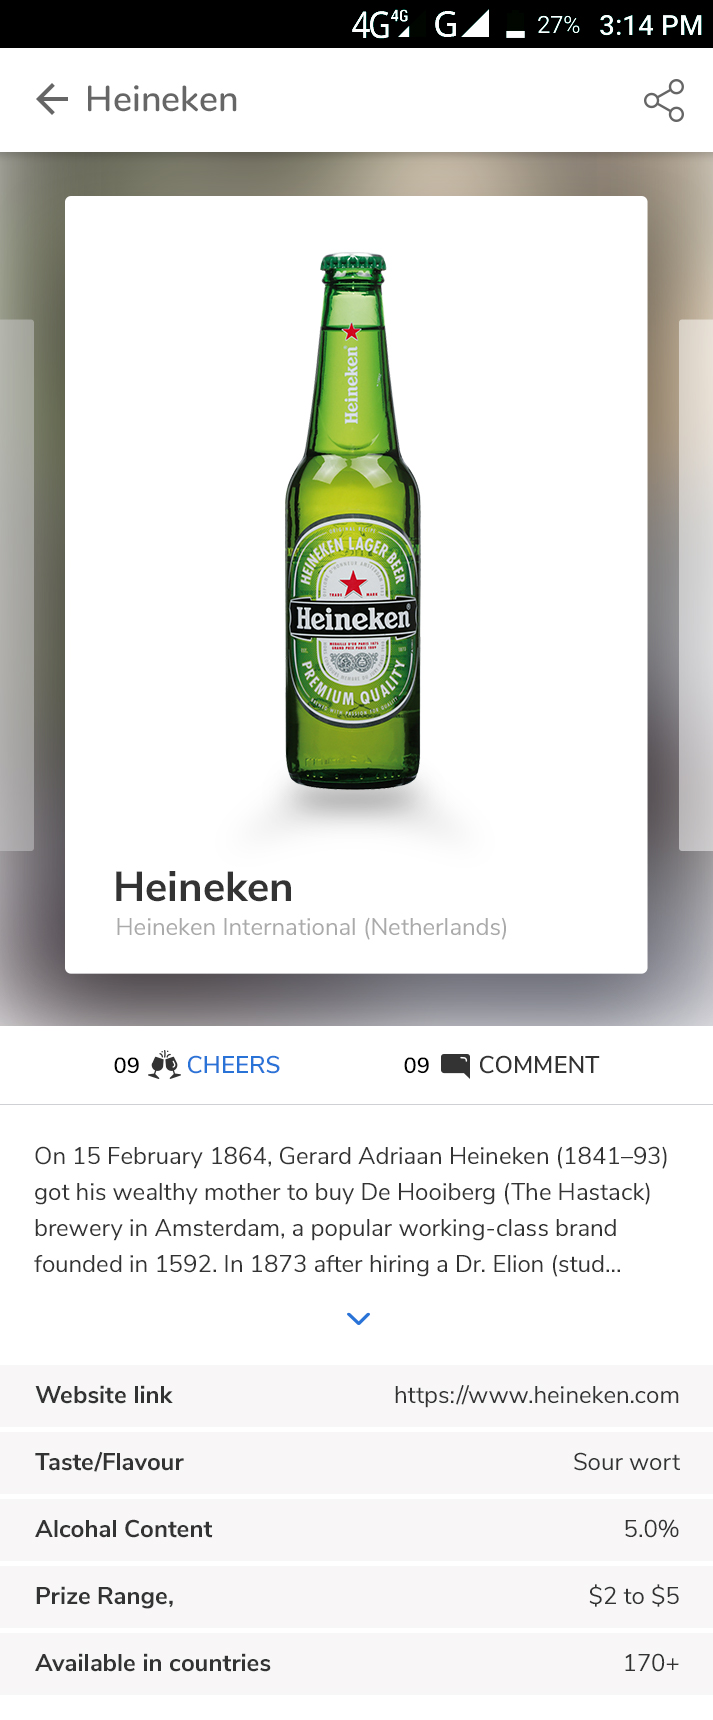 4G 4G G 27% 3:14 PM
Heineken
Heineken
HEINEKEN LAGER BEER
TRADE MARK
Heineken®
PREMIUM QUALITY
Heineken
Heineken International (Netherlands)
09 CHEERS 09 COMMENT
On 15 February 1864, Gerard Adriaan Heineken (1841–93)
got his wealthy mother to buy De Hooiberg (The Hastack)
brewery in Amsterdam, a popular working-class brand
founded in 1592. In 1873 after hiring a Dr. Elion (stud...
Website link https://www.heineken.com
Taste/Flavour Sour wort
Alcohal Content 5.0%
Prize Range, $2 to $5
Available in countries 170+